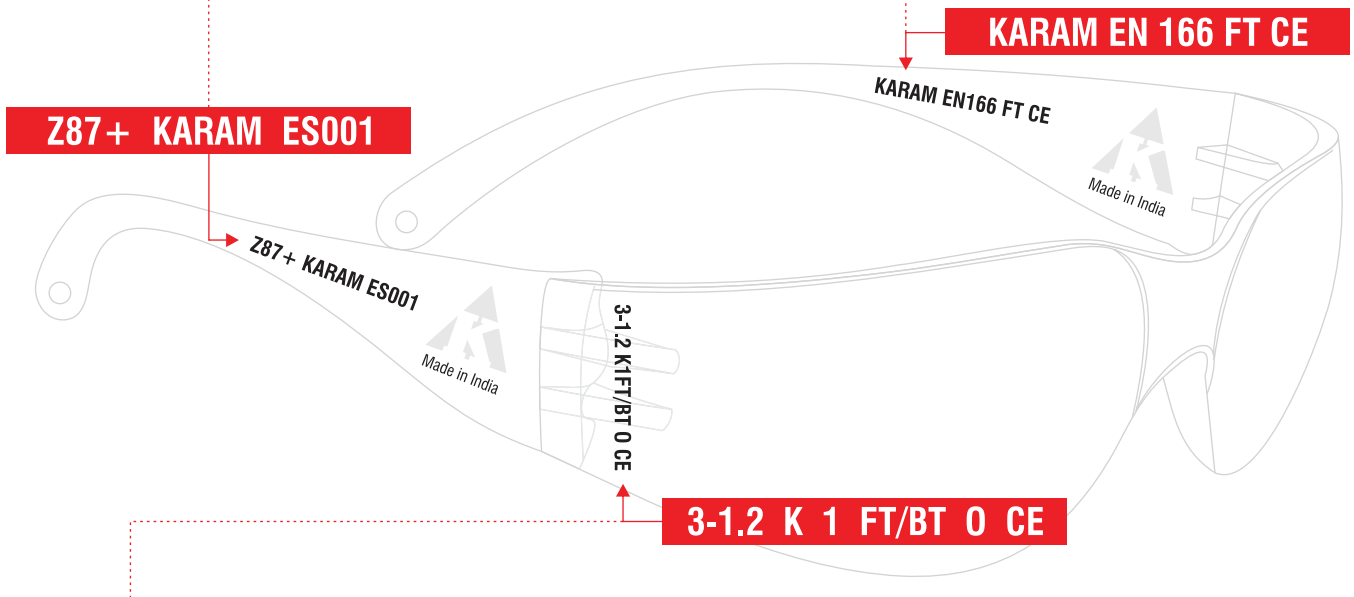 KARAM EN 166 FT CE
KARAM EN166 FT CE
Z87+ KARAM ES001
Made in India
Z87+ KARAM ES001
Made in India
3-1.2 K1FT/BT O CE
3-1.2 K 1 FT/BT O CE